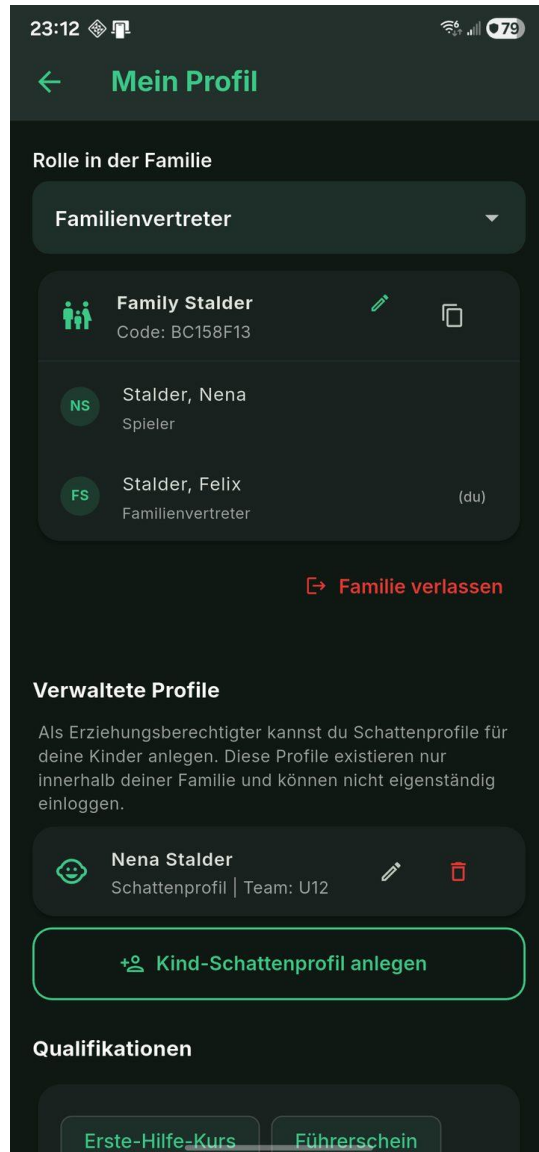 23:12
79
Mein Profil
Rolle in der Familie
Familienvertreter
Family Stalder
Code: BC158F13
NS
Stalder, Nena
Spieler
FS
Stalder, Felix
(du)
Familienvertreter
Familie verlassen
Verwaltete Profile
Als Erziehungsberechtigter kannst du Schattenprofile für
deine Kinder anlegen. Diese Profile existieren nur
innerhalb deiner Familie und können nicht eigenständig
einloggen.
Nena Stalder
Schattenprofil | Team: U12
Kind-Schattenprofil anlegen
Qualifikationen
Erste-Hilfe-Kurs
Führerschein